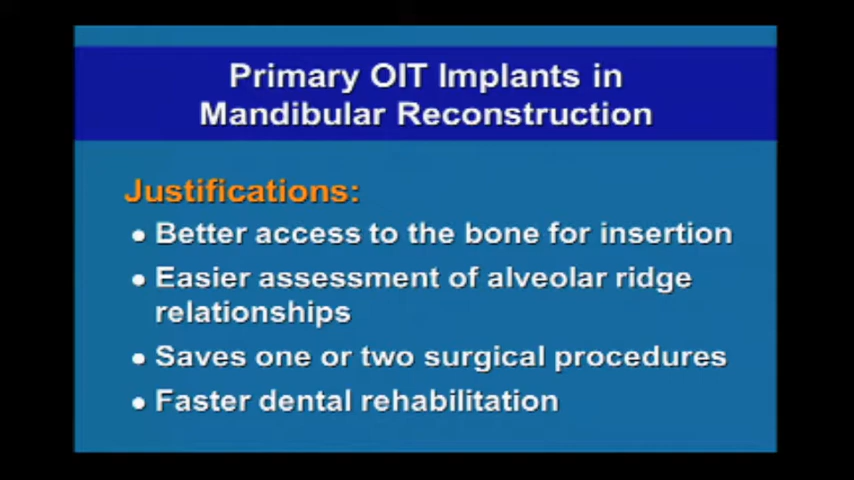 Primary OIT Implants in
Mandibular Reconstruction
Justifications:
• Better access to the bone for insertion
• Easier assessment of alveolar ridge
relationships
• Saves one or two surgical procedures
• Faster dental rehabilitation